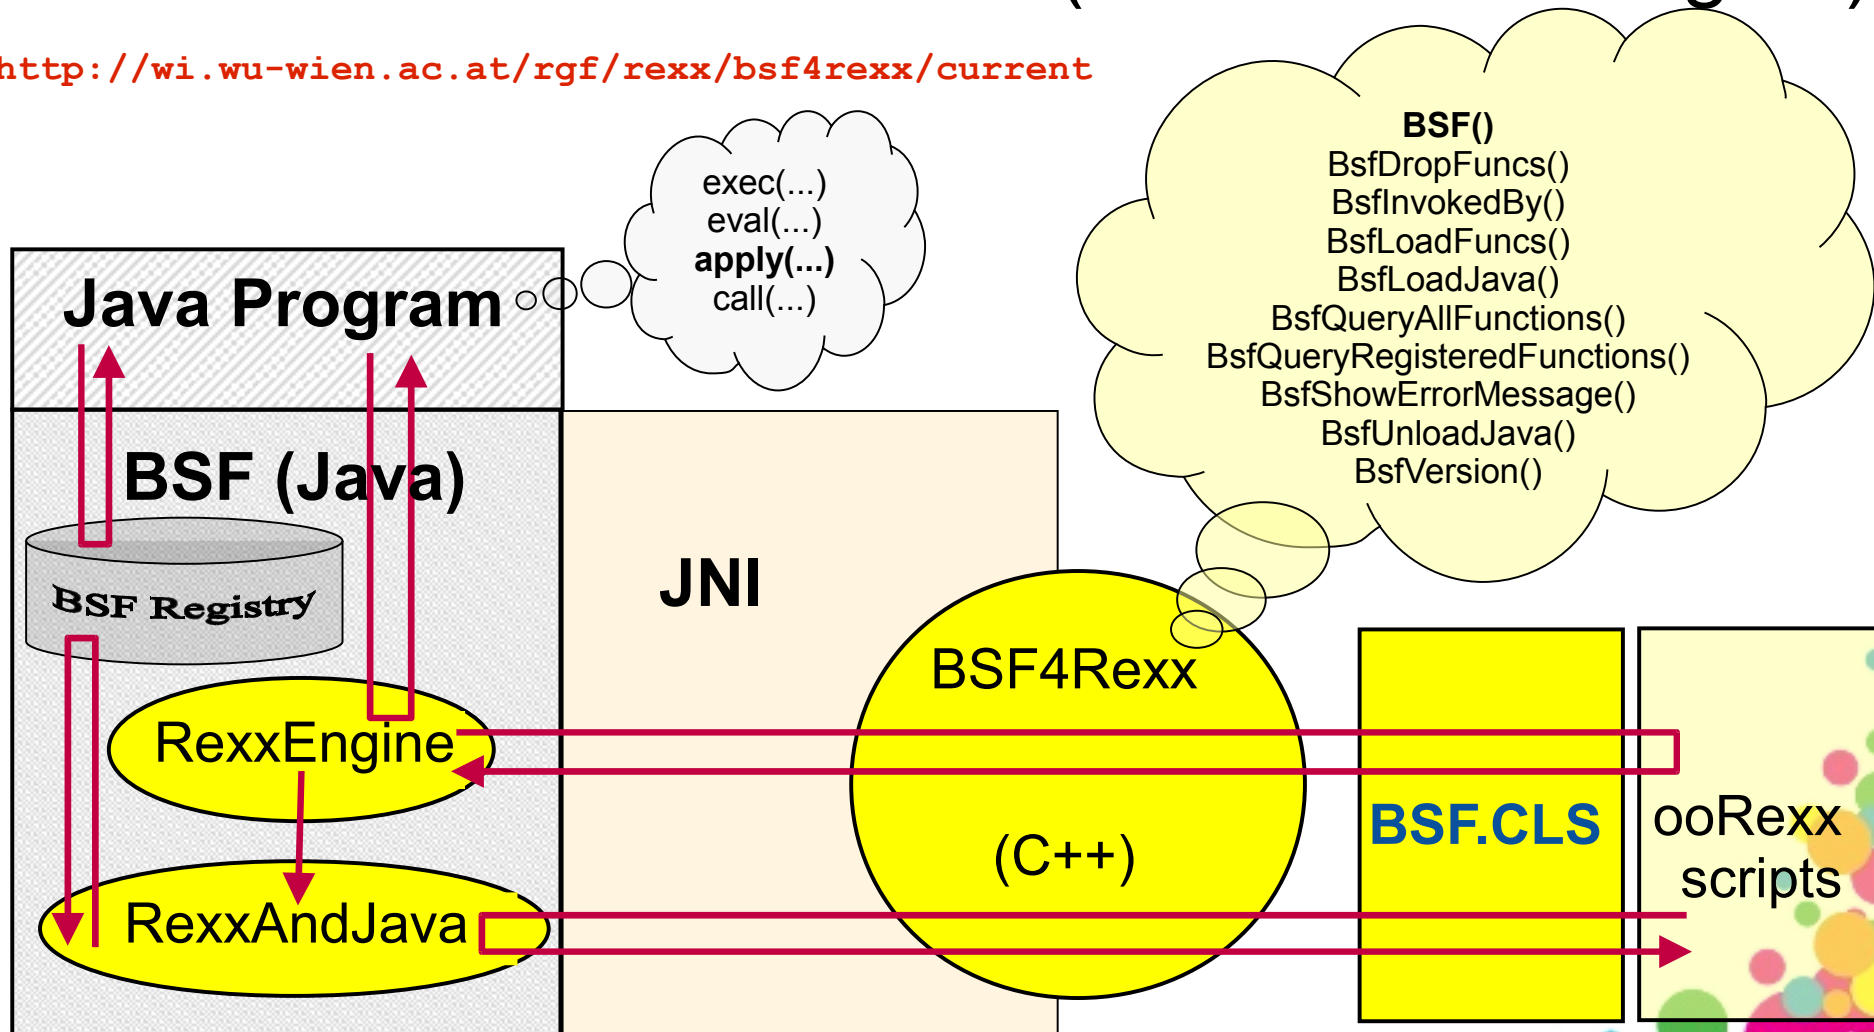 http://wi.wu-wien.ac.at/rgf/rexx/bsf4rexx/current
exec(...)
eval(...)
apply(...)
call(...)
BSF()
BsfDropFuncs()
BsfInvokedBy()
BsfLoadFuncs()
BsfLoadJava()
BsfQueryAllFunctions()
BsfQueryRegisteredFunctions()
BsfShowErrorMessage()
BsfUnloadJava()
BsfVersion()
Java Program
BSF (Java)
BSF Registry
JNI
RexxEngine
RexxAndJava
BSF4Rexx
(C++)
BSF.CLS
ooRexx
scripts